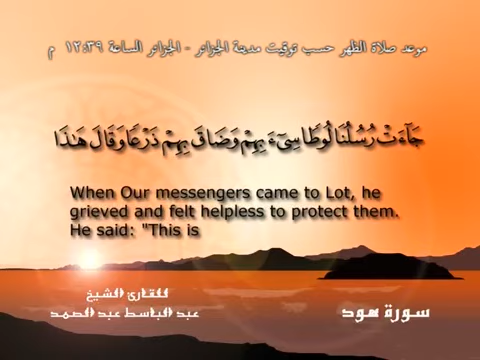 موعد صلاة الظهر حسب توقيت مدينة الجزائر - الجزائر الساعة ١٢:٣٩ م
جَآءَتْ رُسُلُنَا لُوطًا سِىٓءَ بِهِمْ وَضَاقَ بِهِمْ ذَرْعًا وَقَالَ هَـٰذَا
When Our messengers came to Lot, he
grieved and felt helpless to protect them.
He said: "This is
للقارئ الشيخ
عبد الباسط عبد الصمد
سورة هود